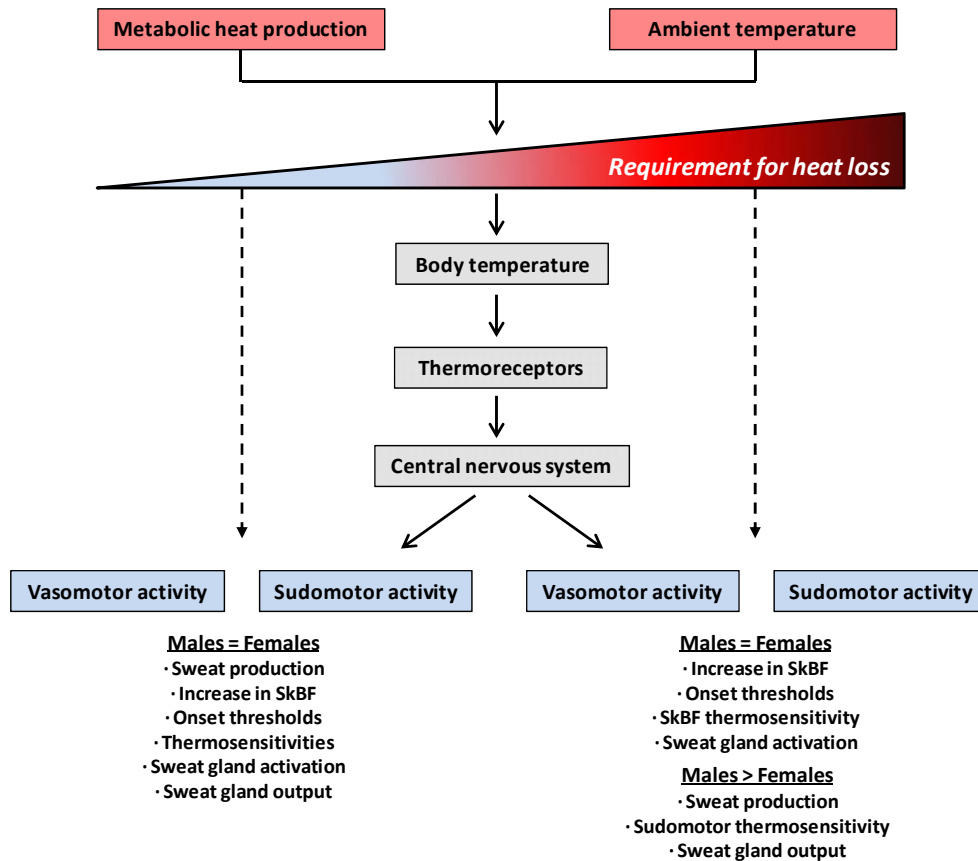 Metabolic heat production
Ambient temperature
Requirement for heat loss
Body temperature
Thermoreceptors
Central nervous system
Vasomotor activity
Sudomotor activity
Vasomotor activity
Sudomotor activity
Males = Females
· Sweat production
· Increase in SkBF
· Onset thresholds
· Thermosensitivities
· Sweat gland activation
· Sweat gland output
Males = Females
· Increase in SkBF
· Onset thresholds
· SkBF thermosensitivity
· Sweat gland activation
Males > Females
· Sweat production
· Sudomotor thermosensitivity
· Sweat gland output